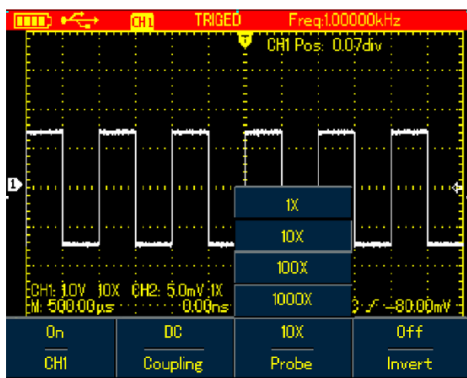 CH1 TRIGED Freq:1.00000kHz
T CH1 Pos: 0.07div
1
1X
10X
100X
1000X
CH1: 1.0V 10X CH2: 5.0mV 1X
M: 500.00µs 0.00ns -80.00mV
On DC 10X Off
CH1 Coupling Probe Invert